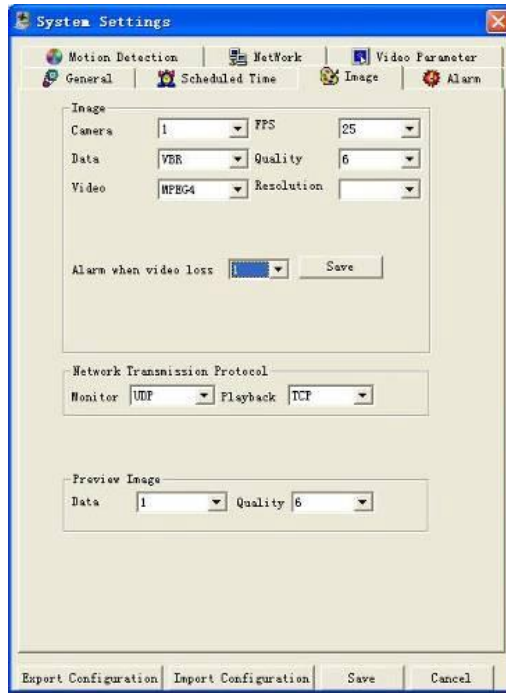 System Settings
Motion Detection NetWork Video Parameter
General Scheduled Time Image Alarm
Image
Camera 1 FPS 25
Data VBR Quality 6
Video MPEG4 Resolution
Alarm when video loss 1 Save
Network Transmission Protocol
Monitor UDP Playback TCP
Preview Image
Data 1 Quality 6
Export Configuration Import Configuration Save Cancel